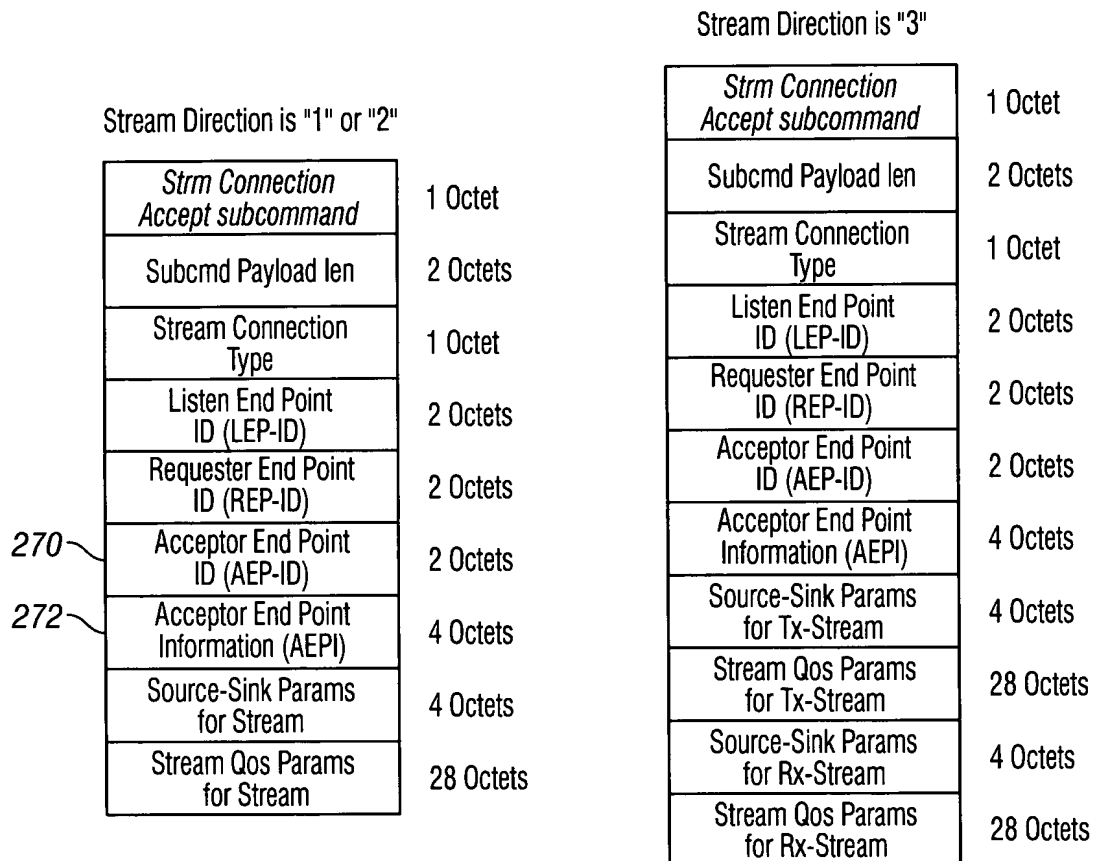 Stream Direction is "1" or "2"
Strm Connection
Accept subcommand
1 Octet
Subcmd Payload len
2 Octets
Stream Connection
Type
1 Octet
Listen End Point
ID (LEP-ID)
2 Octets
Requester End Point
ID (REP-ID)
2 Octets
270
Acceptor End Point
ID (AEP-ID)
2 Octets
272
Acceptor End Point
Information (AEPI)
4 Octets
Source-Sink Params
for Stream
4 Octets
Stream Qos Params
for Stream
28 Octets
Stream Direction is "3"
Strm Connection
Accept subcommand
1 Octet
Subcmd Payload len
2 Octets
Stream Connection
Type
1 Octet
Listen End Point
ID (LEP-ID)
2 Octets
Requester End Point
ID (REP-ID)
2 Octets
Acceptor End Point
ID (AEP-ID)
2 Octets
Acceptor End Point
Information (AEPI)
4 Octets
Source-Sink Params
for Tx-Stream
4 Octets
Stream Qos Params
for Tx-Stream
28 Octets
Source-Sink Params
for Rx-Stream
4 Octets
Stream Qos Params
for Rx-Stream
28 Octets